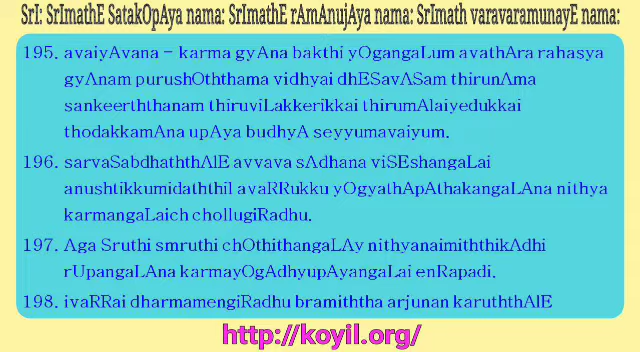 SrI: SrImathE SatakOpAya nama: SrImathE rAmAnujAya nama: SrImath varavaramunayE nama:
195. avaiyAvana – karma gyAna bakthi yOgangaLum avathAra rahasya
gyAnam purushOththama vidhyai dhESavASam thirunAma
sankeerththanam thiruviLakkerikkai thirumAlaiyedukkai
thodakkamAna upAya budhyA seyyumavaiyum.
196. sarvaSabdhaththAlE avvava sAdhana viSEshangaLai
anushtikkumidaththil avaRRukku yOgyathApAthakangaLAna nithya
karmangaLaich chollugiRadhu.
197. Aga Sruthi smruthi chOthithangaLAy nithyanaimiththikAdhi
rUpangaLAna karmayOgAdhyupAyangaLai enRapadi.
198. ivaRRai dharmamengiRadhu bramiththa arjunan karuththAlE
http://koyil.org/